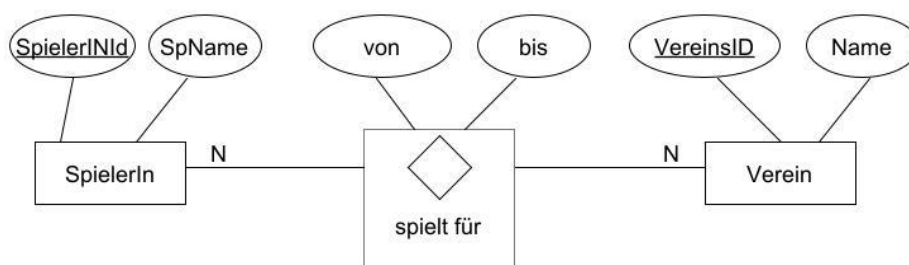 SpielerINId
SpName
von
bis
VereinsID
Name
SpielerIn
N
spielt für
N
Verein